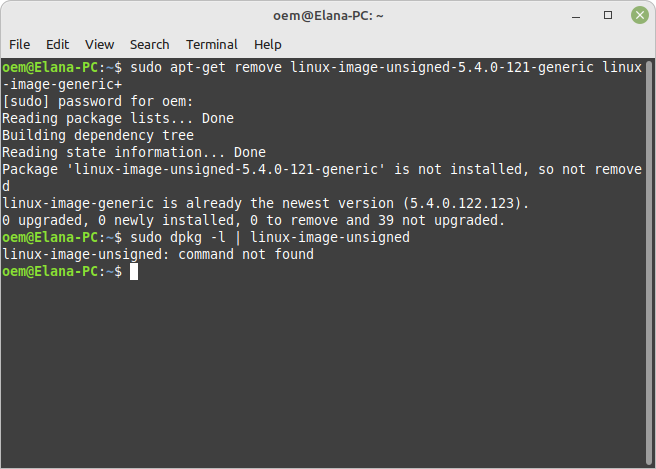 oem@Elana-PC: ~
File Edit View Search Terminal Help
oem@Elana-PC:~$ sudo apt-get remove linux-image-unsigned-5.4.0-121-generic linux
-image-generic+
[sudo] password for oem:
Reading package lists... Done
Building dependency tree
Reading state information... Done
Package 'linux-image-unsigned-5.4.0-121-generic' is not installed, so not remove
d
linux-image-generic is already the newest version (5.4.0.122.123).
0 upgraded, 0 newly installed, 0 to remove and 39 not upgraded.
oem@Elana-PC:~$ sudo dpkg -l | linux-image-unsigned
linux-image-unsigned: command not found
oem@Elana-PC:~$